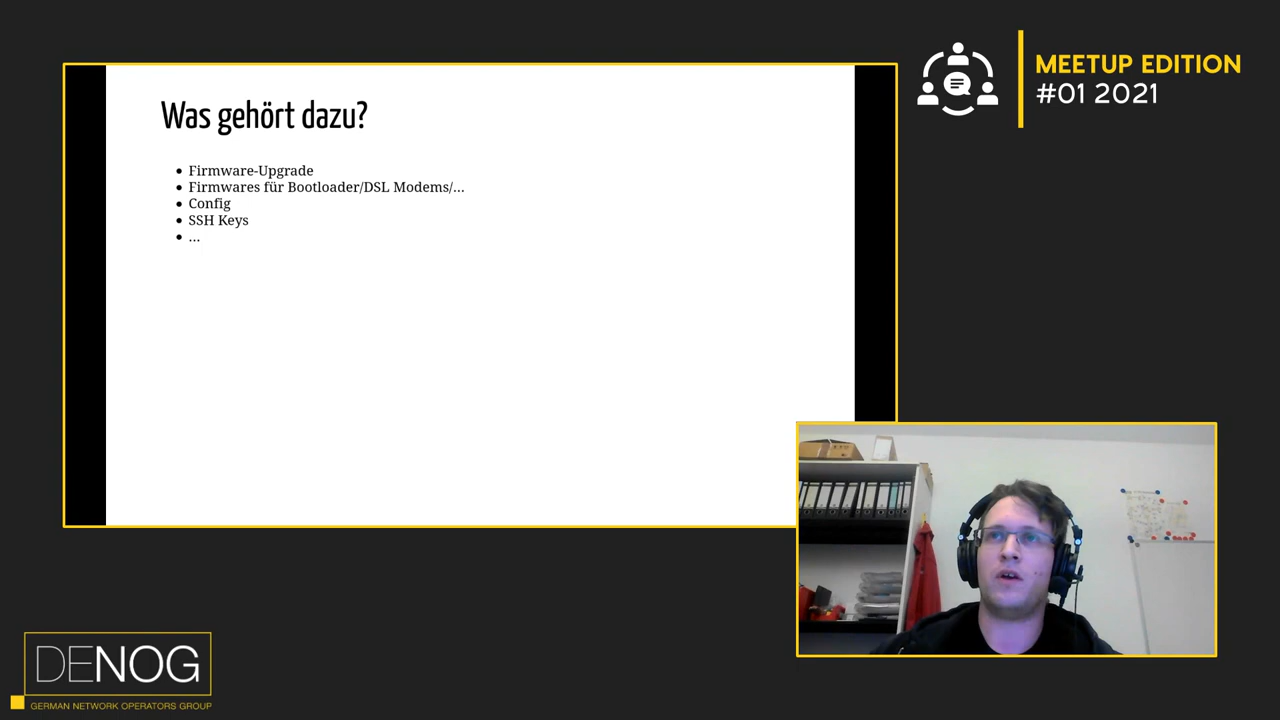 MEETUP EDITION
#01 2021
Was gehört dazu?
• Firmware-Upgrade
• Firmwares für Bootloader/DSL Modems/...
• Config
• SSH Keys
• ...
DENOG
GERMAN NETWORK OPERATORS GROUP